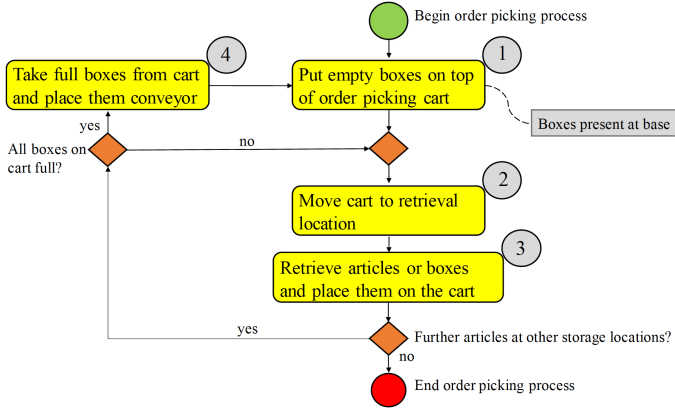 Begin order picking process
4
1
Take full boxes from cart
and place them conveyor
Put empty boxes on top
of order picking cart
Boxes present at base
yes
no
All boxes on
cart full?
2
Move cart to retrieval
location
3
Retrieve articles or boxes
and place them on the cart
yes
Further articles at other storage locations?
no
End order picking process